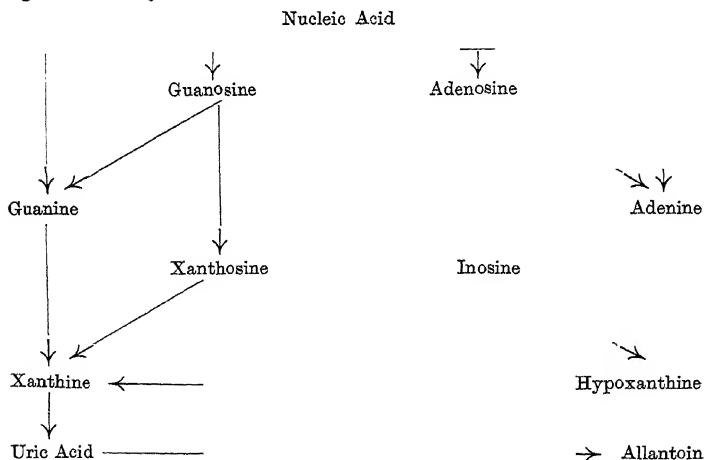 Nucleic Acid
Guanosine Adenosine
Guanine Adenine
Xanthosine Inosine
Xanthine Hypoxanthine
Uric Acid Allantoin